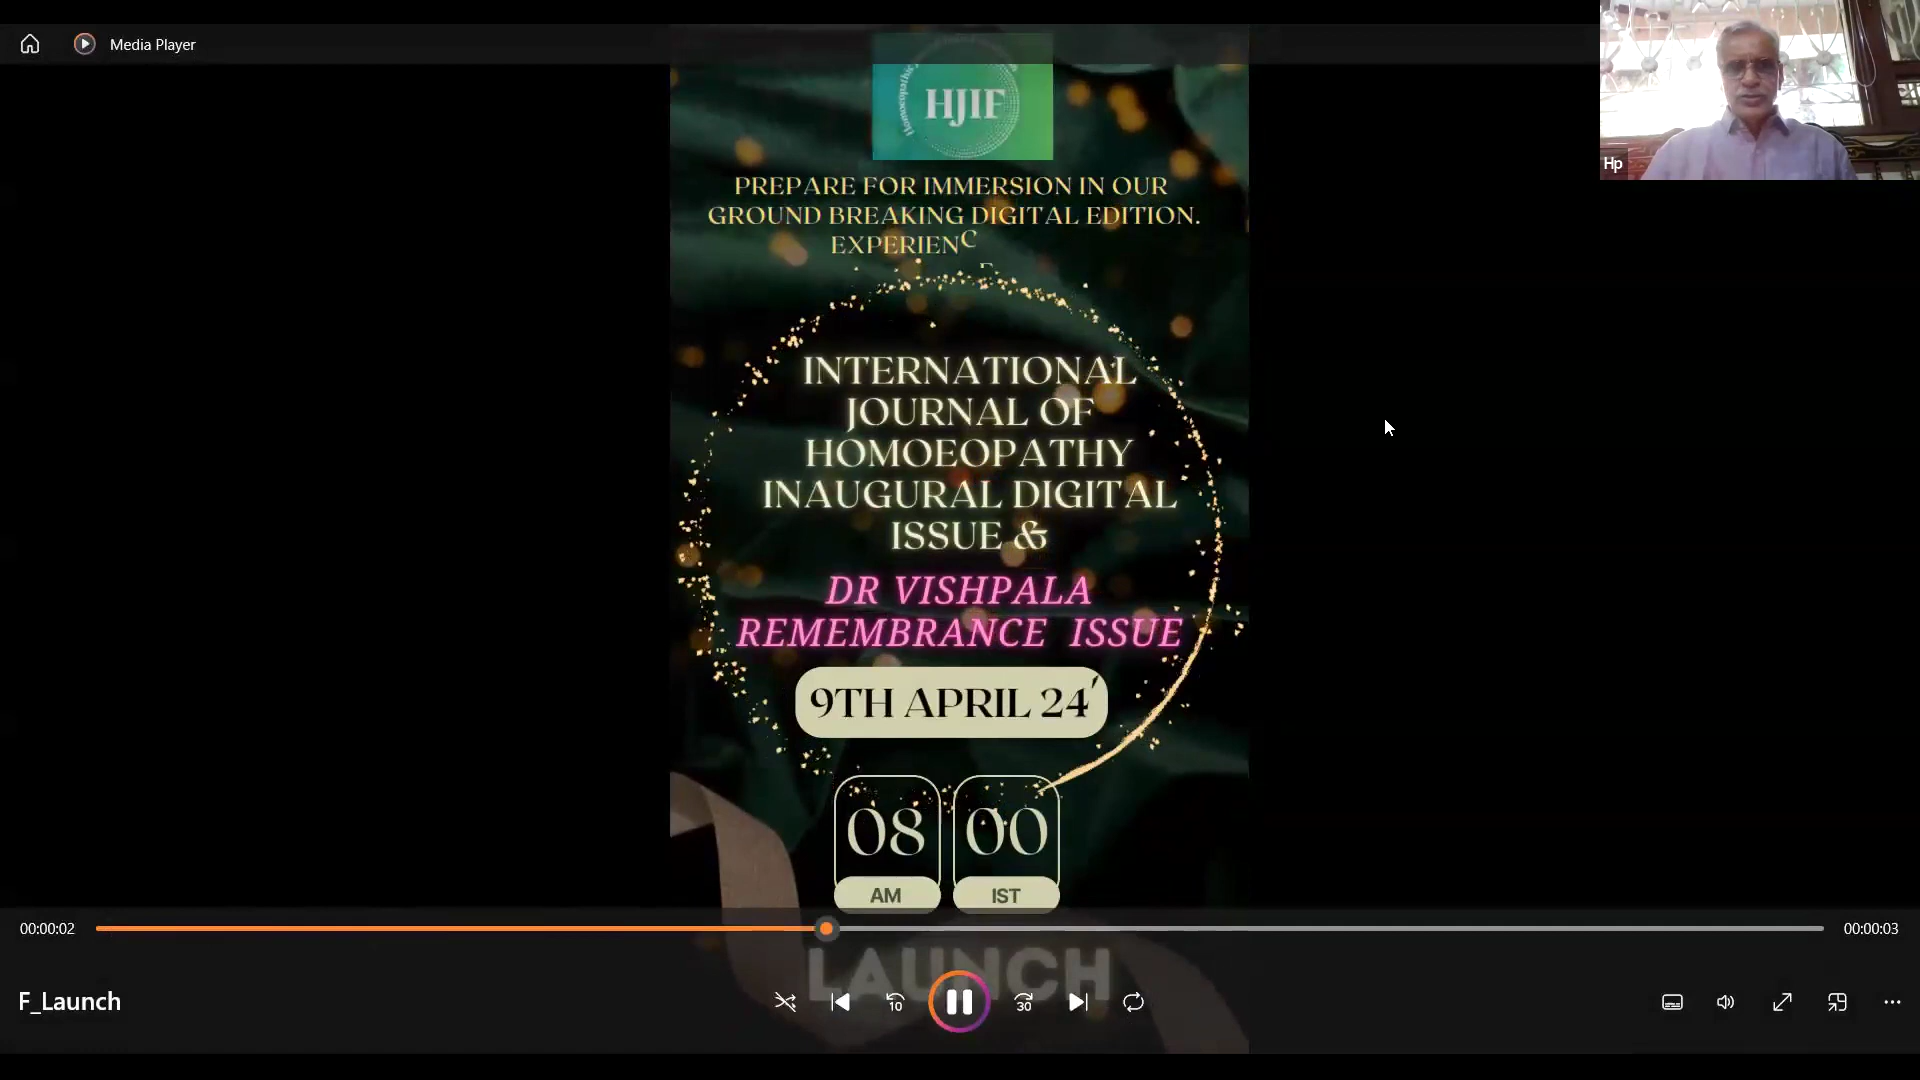 Media Player
Homoeopathic
HJIF
Hp
PREPARE FOR IMMERSION IN OUR
GROUND BREAKING DIGITAL EDITION.
EXPERIENC
INTERNATIONAL
JOURNAL OF
HOMOEOPATHY
INAUGURAL DIGITAL
ISSUE &
DR VISHPALA
REMEMBRANCE ISSUE
9TH APRIL 24'
08 00
AM IST
00:00:02
00:00:03
LAUNCH
F_Launch
10
30